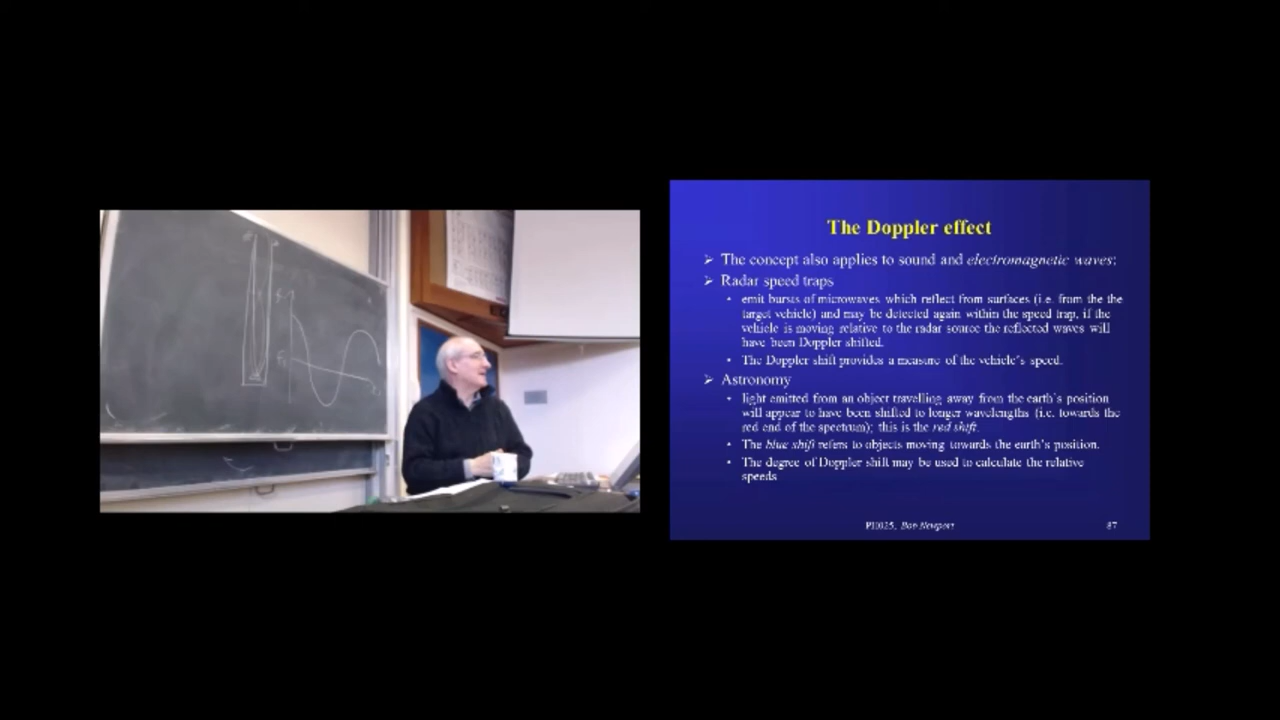 The Doppler effect
➢ The concept also applies to sound and electromagnetic waves:
➢ Radar speed traps
• emit bursts of microwaves which reflect from surfaces (i.e. from the the
target vehicle) and may be detected again within the speed trap, if the
vehicle is moving relative to the radar source the reflected waves will
have been Doppler shifted.
• The Doppler shift provides a measure of the vehicle's speed.
➢ Astronomy
• light emitted from an object travelling away from the earth's position
will appear to have been shifted to longer wavelengths (i.e. towards the
red end of the spectrum); this is the red shift.
• The blue shift refers to objects moving towards the earth's position.
• The degree of Doppler shift may be used to calculate the relative
speeds
PH025, Bob Newport 87